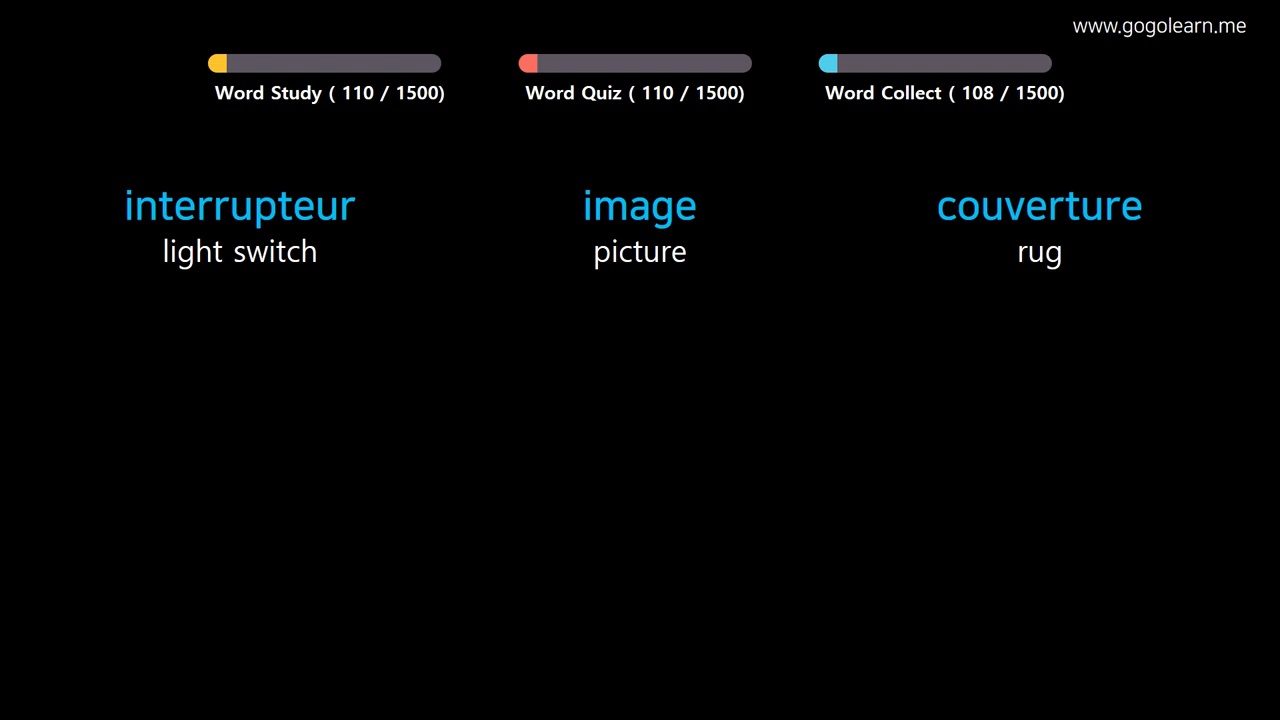 www.gogolearn.me
Word Study ( 110 / 1500)
Word Quiz ( 110 / 1500)
Word Collect ( 108 / 1500)
interrupteur
light switch
image
picture
couverture
rug